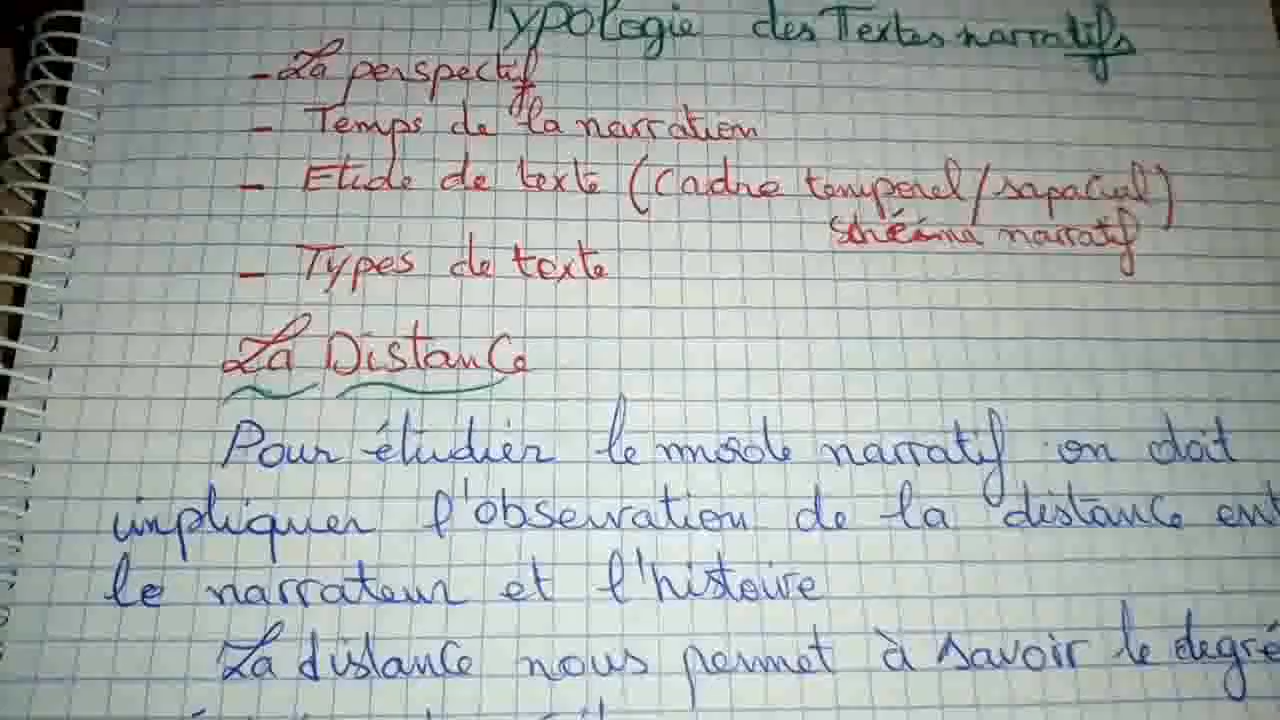 Typologie des Textes narratifs
- La perspectif
- Temps de la narration
- Etide de texte (Cadre temporel/sapacial)
schéma narratif
- Types de texte
La Distance
Pour étudier le mode narratif on doit
impliquer l'observation de la distance ent
le narrateur et l'histoire
La distance nous permet à savoir le degré